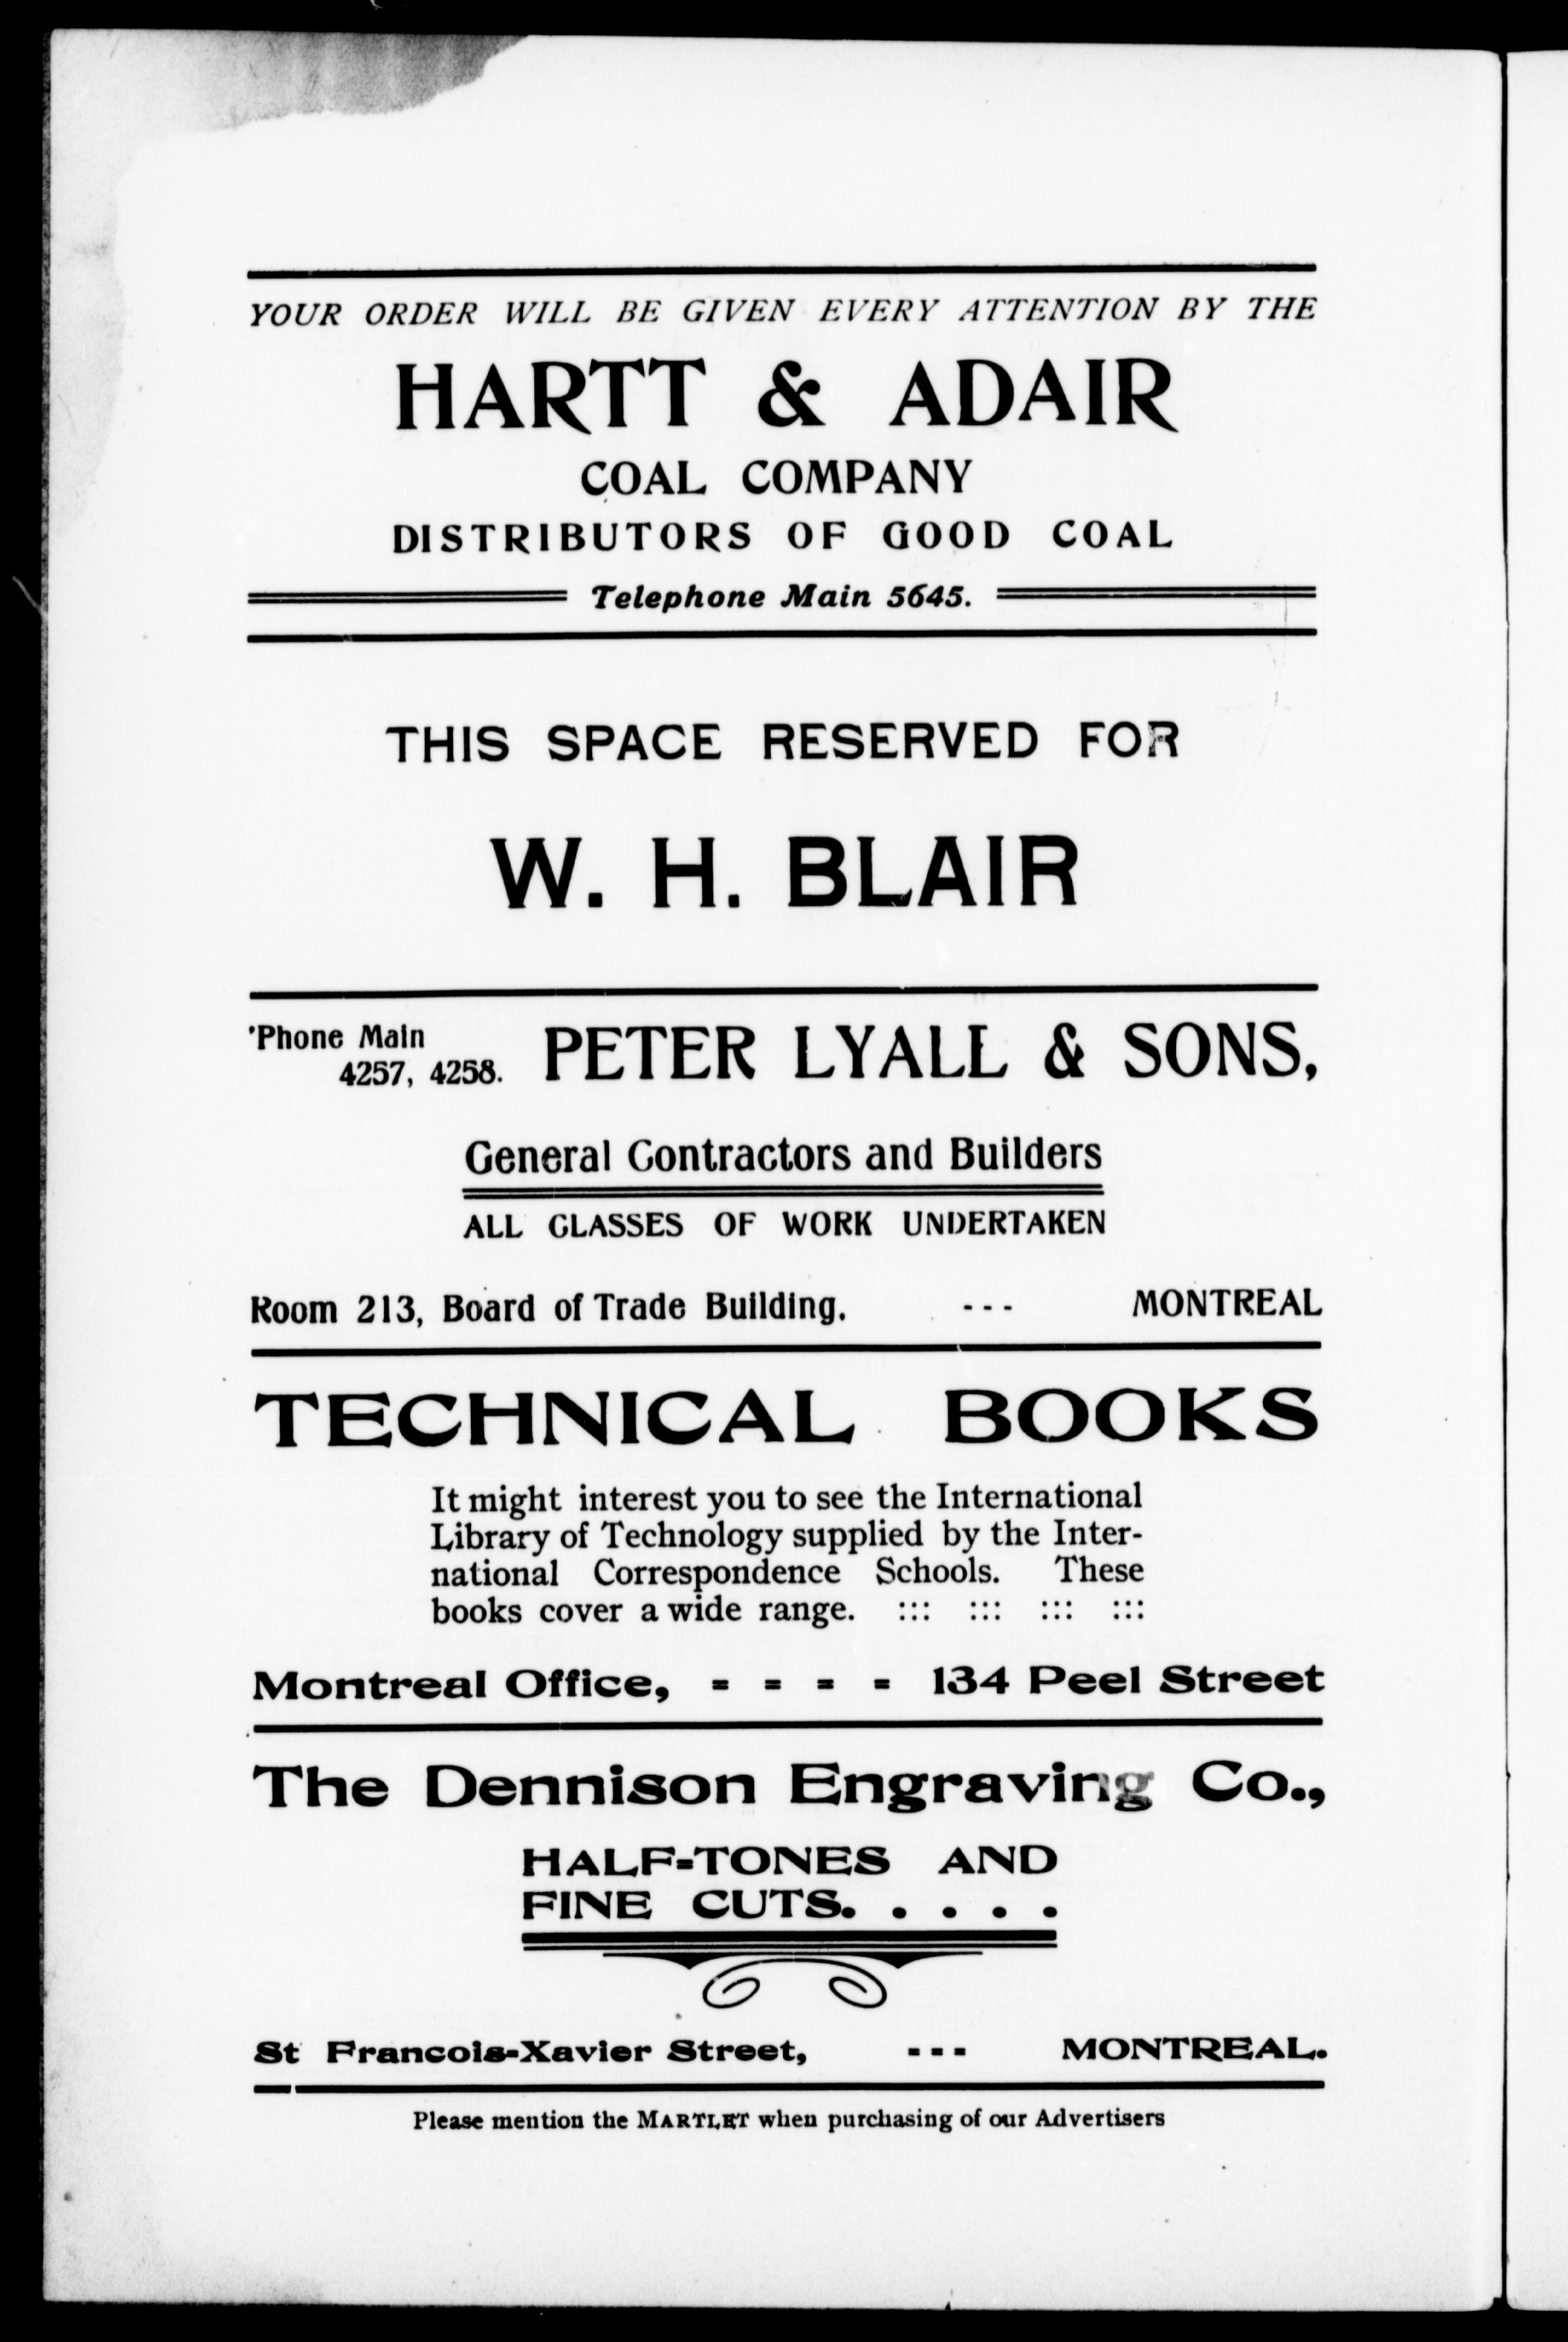 YOUR ORDER WILL BE GIVEN EVERY ATTENTION BY THE
HARTT & ADAIR
COAL COMPANY
DISTRIBUTORS OF GOOD COAL
Telephone Main 5645.
THIS SPACE RESERVED FOR
W. H. BLAIR
'Phone Main
4257, 4258.
PETER LYALL & SONS,
General Contractors and Builders
ALL CLASSES OF WORK UNDERTAKEN
Room 213, Board of Trade Building. - - - MONTREAL
TECHNICAL BOOKS
It might interest you to see the International
Library of Technology supplied by the Inter-
national Correspondence Schools. These
books cover a wide range. ::: ::: ::: :::
Montreal Office, = = = = 134 Peel Street
The Dennison Engraving Co.,
HALF=TONES AND
FINE CUTS. . . . .
St Francois-Xavier Street, - - - MONTREAL.
Please mention the MARTLET when purchasing of our Advertisers